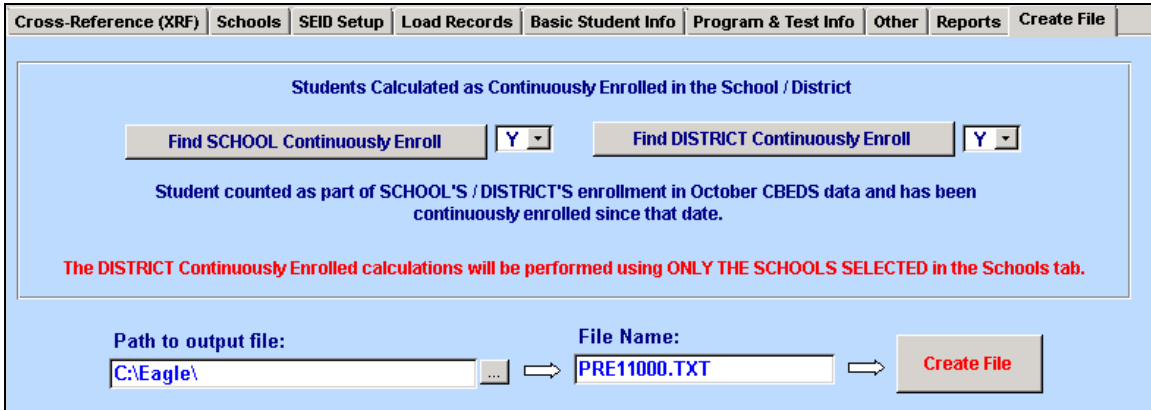 Cross-Reference (XRF) Schools SEID Setup Load Records Basic Student Info Program & Test Info Other Reports Create File
Students Calculated as Continuously Enrolled in the School / District
Find SCHOOL Continuously Enroll Y Find DISTRICT Continuously Enroll Y
Student counted as part of SCHOOL'S / DISTRICT'S enrollment in October CBEDS data and has been
continuously enrolled since that date.
The DISTRICT Continuously Enrolled calculations will be performed using ONLY THE SCHOOLS SELECTED in the Schools tab.
Path to output file: File Name:
C:\Eagle\ ... PRE11000.TXT Create File